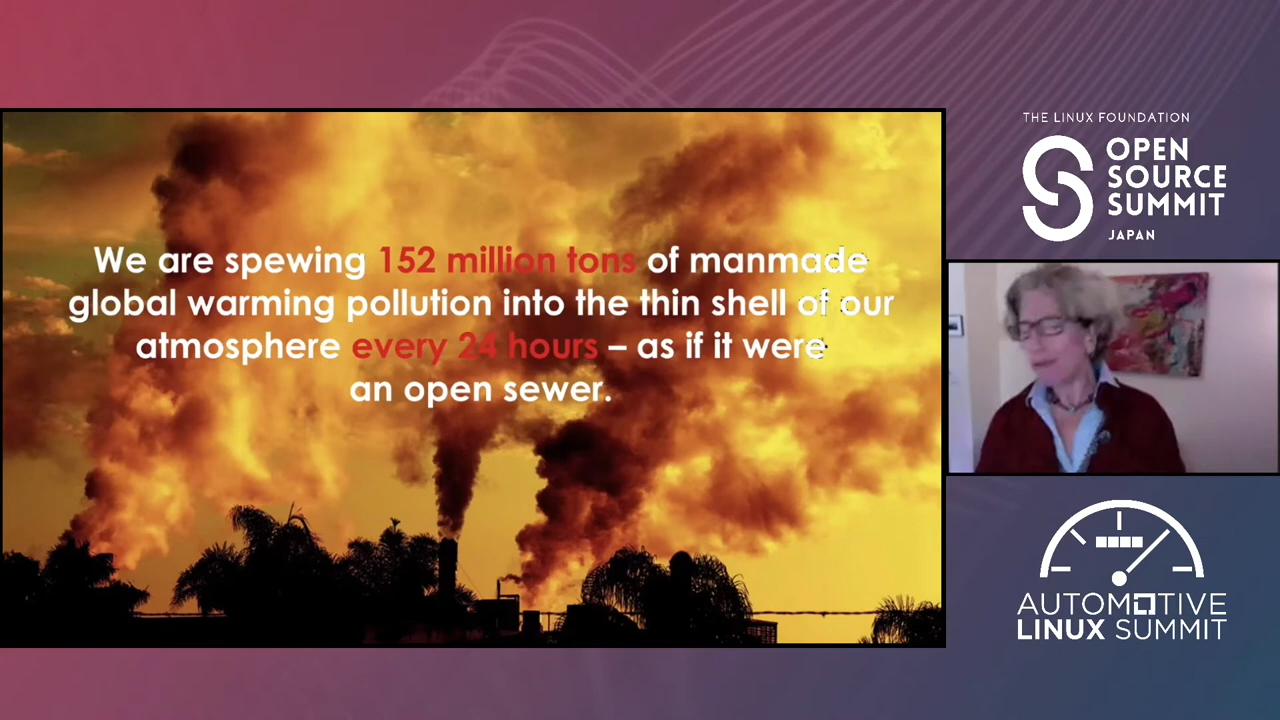 We are spewing 152 million tons of manmade
global warming pollution into the thin shell of our
atmosphere every 24 hours – as if it were
an open sewer.
THE LINUX FOUNDATION
OPEN
SOURCE
SUMMIT
JAPAN
AUTOMOTIVE
LINUX SUMMIT